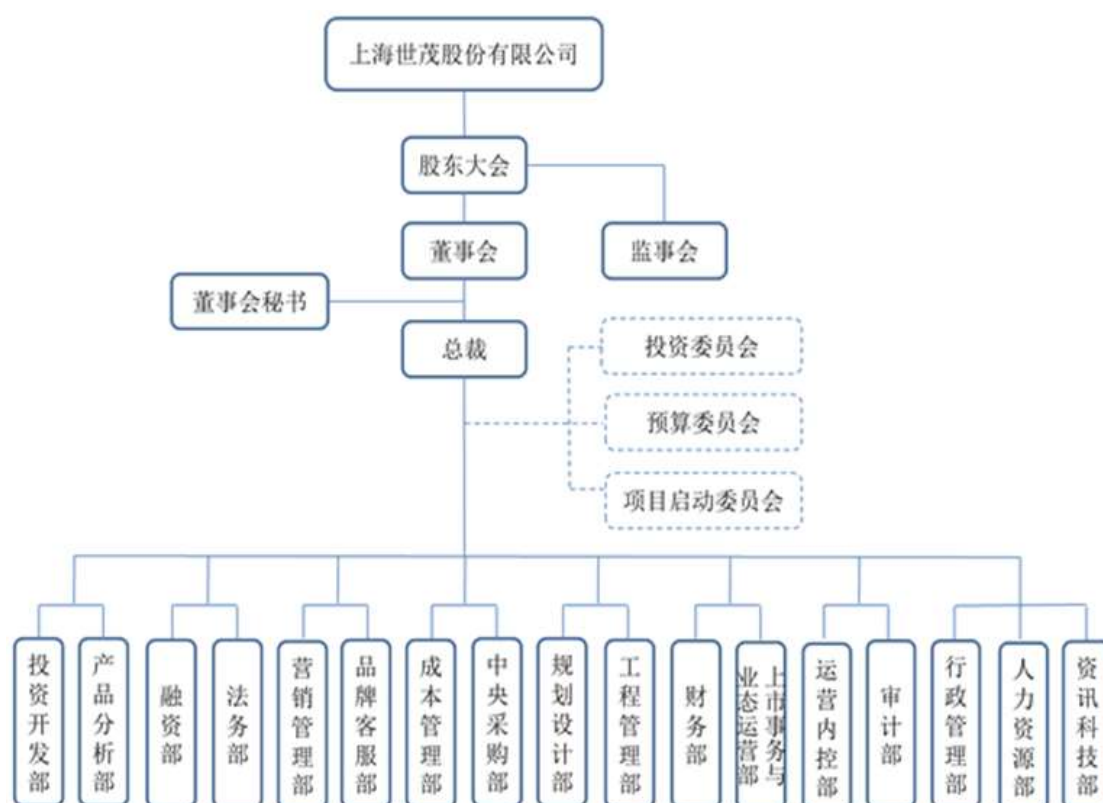 上海世茂股份有限公司
股东大会
董事会
监事会
董事会秘书
总裁
投资委员会
预算委员会
项目启动委员会
投资开发部
产品分析部
融资部
法务部
营销管理部
品牌客服部
成本管理部
中央采购部
规划设计部
工程管理部
财务部
上市事务与
业态运营部
运营内控部
审计部
行政管理部
人力资源部
资讯科技部